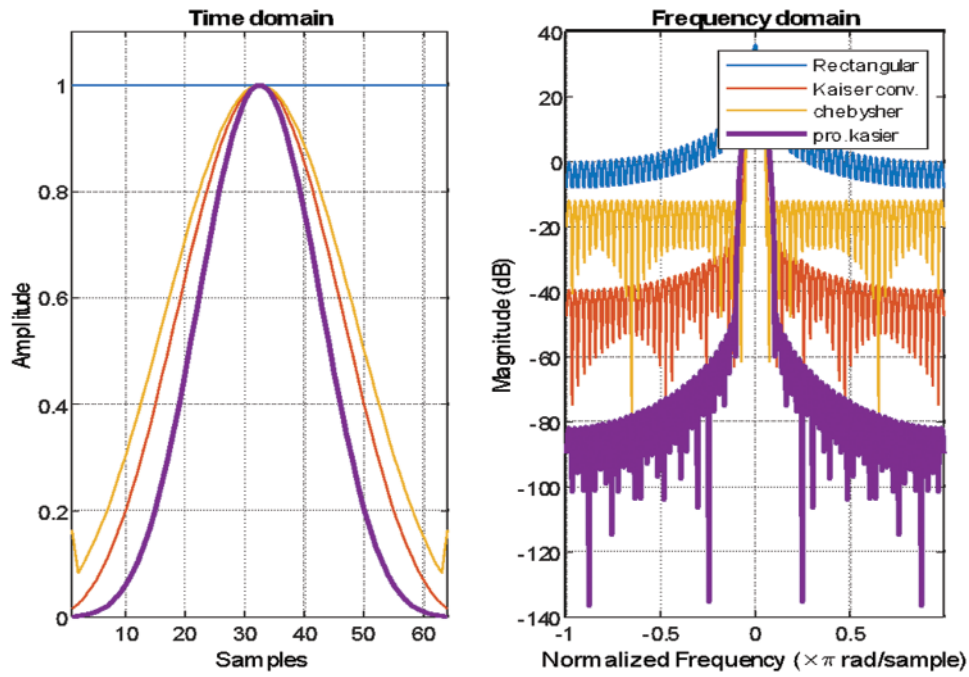 Time domain
1
0.8
0.6
0.4
0.2
0
Amplitude
10 20 30 40 50 60
Samples
Frequency domain
40
20
0
-20
-40
-60
-80
-100
-120
-140
Magnitude (dB)
Rectangular
Kaiser conv.
chebysher
pro.kasier
-1 -0.5 0 0.5
Normalized Frequency (×π rad/sample)